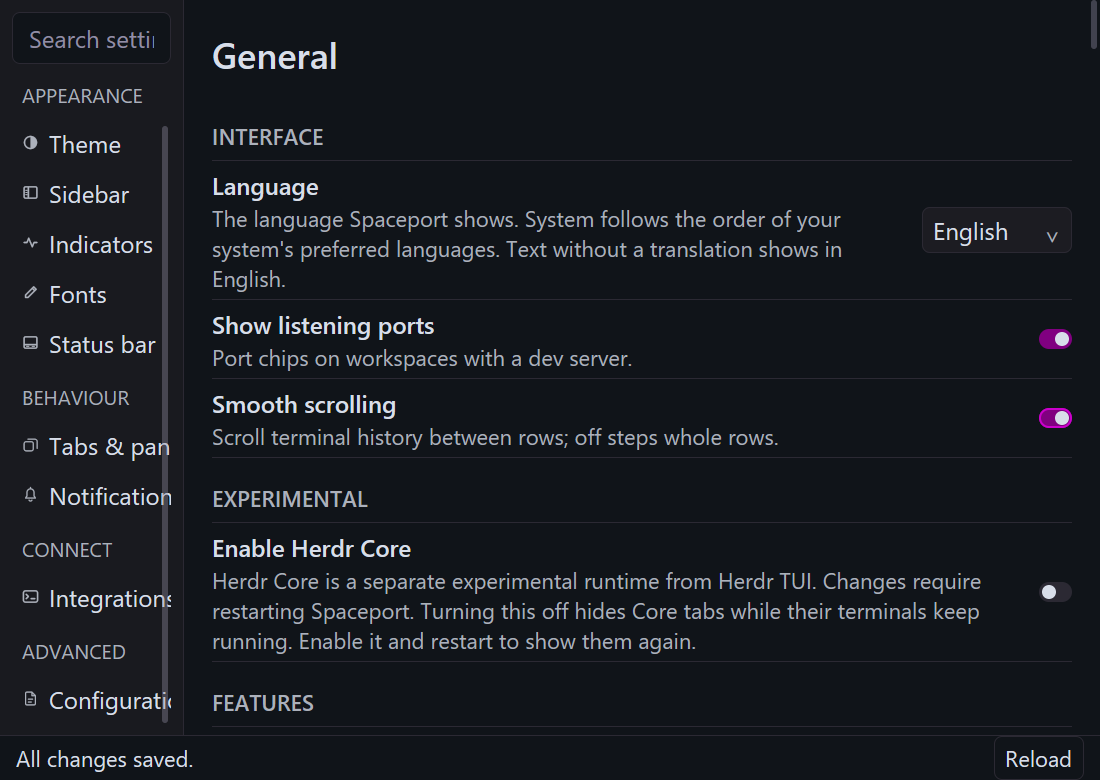 Search setti
APPEARANCE
Theme
Sidebar
Indicators
Fonts
Status bar
BEHAVIOUR
Tabs & pan
Notification
CONNECT
Integrations
ADVANCED
Configuratio
General
INTERFACE
Language
The language Spaceport shows. System follows the order of your
system's preferred languages. Text without a translation shows in
English.
English
Show listening ports
Port chips on workspaces with a dev server.
Smooth scrolling
Scroll terminal history between rows; off steps whole rows.
EXPERIMENTAL
Enable Herdr Core
Herdr Core is a separate experimental runtime from Herdr TUI. Changes require
restarting Spaceport. Turning this off hides Core tabs while their terminals keep
running. Enable it and restart to show them again.
FEATURES
All changes saved.
Reload